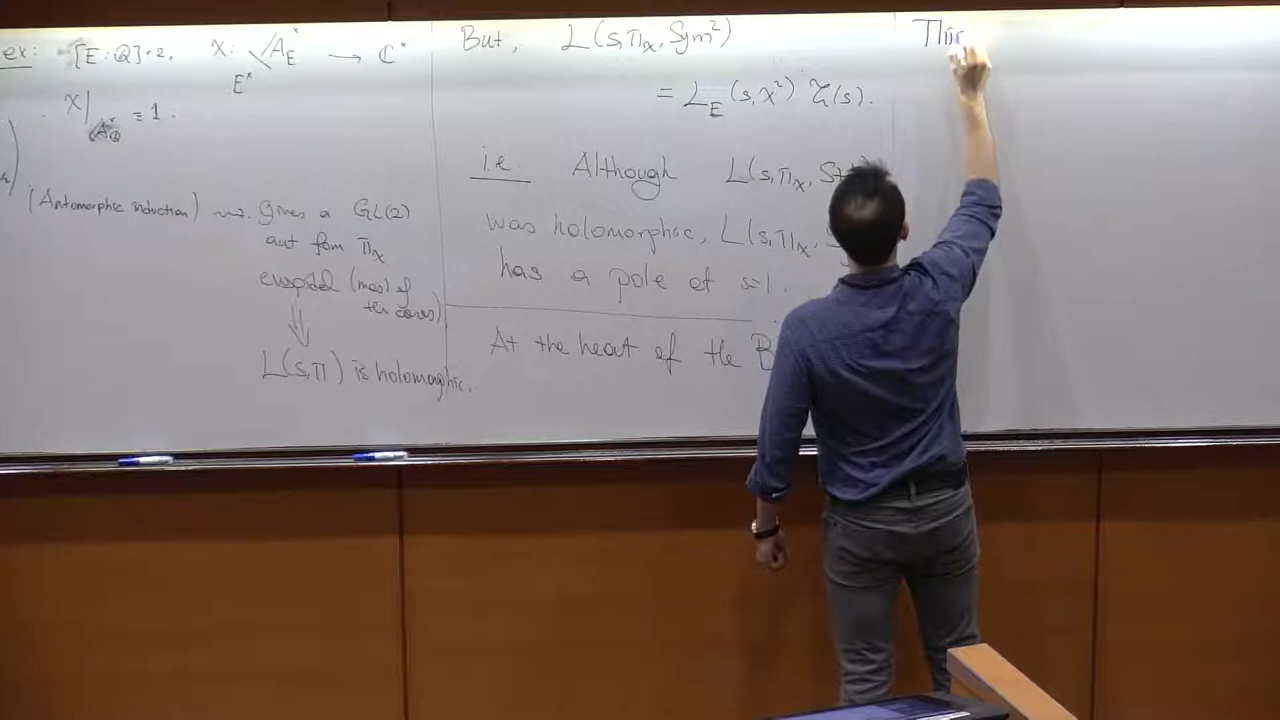 ex: [E:Q]=2, χ: E^× \ A_E^× → C^×
χ|_{A_Q^×} ≡ 1.
(Automorphic induction) ⇝ gives a GL(2)
aut form π_χ
cuspidal (most) of
the cores)
⇓
L(s,π) is holomorphic.
But, L(s, π_χ, Sym²)
= L_E(s, χ²) ζ(s).
i.e. Although L(s, π_χ, St
was holomorphic, L(s, π_χ,
has a pole at s=1.
At the heart of the B
This